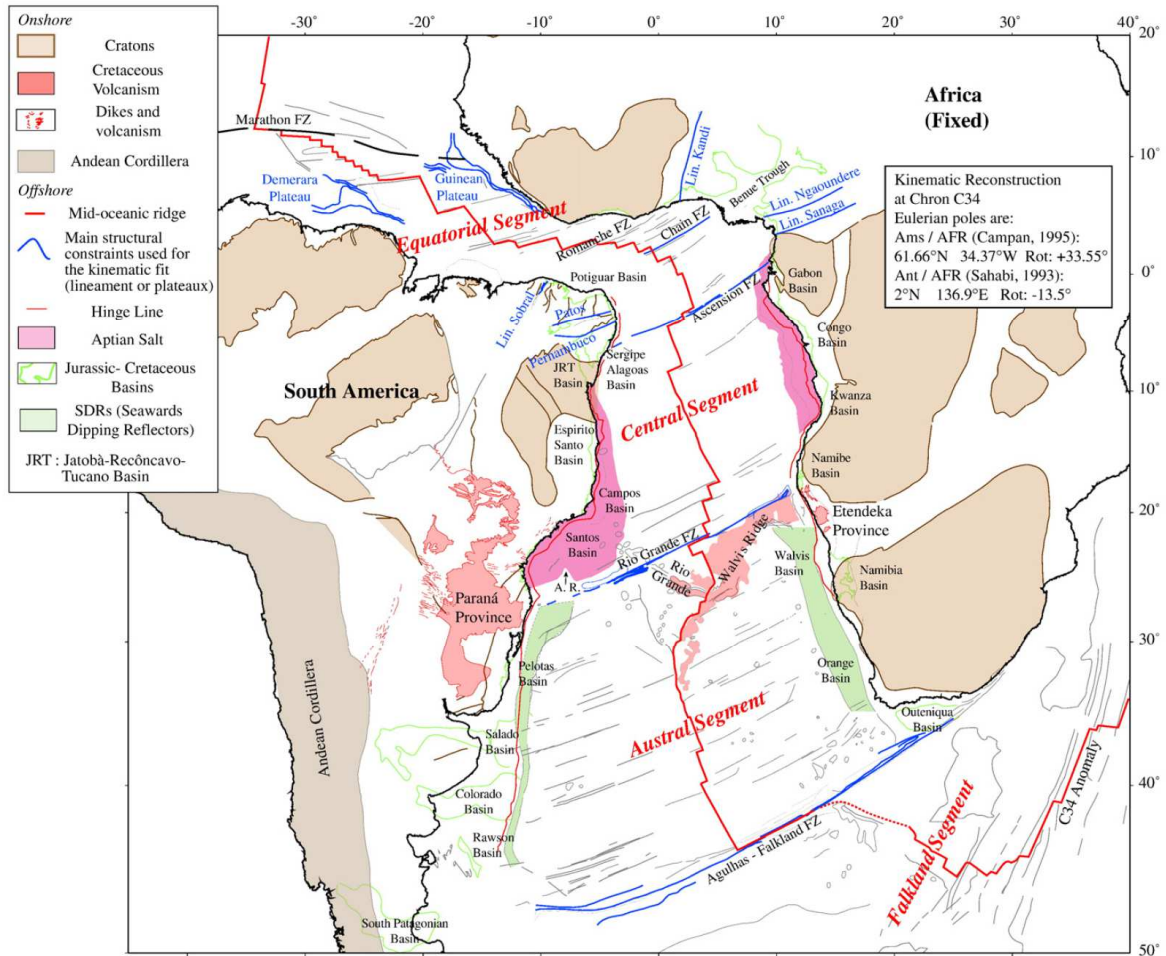 -40°
-30°
-20°
-10°
0°
10°
20°
30°
40°
20°
10°
0°
10°
20°
30°
40°
50°
Onshore
Cratons
Cretaceous
Volcanism
Dikes and
volcanism
Andean Cordillera
Offshore
Mid-oceanic ridge
Main structural
constraints used for
the kinematic fit
(lineament or plateaux)
Hinge Line
Aptian Salt
Jurassic- Cretaceous
Basins
SDRs (Seawards
Dipping Reflectors)
JRT : Jatobà-Recôncavo-
Tucano Basin
Africa
(Fixed)
Kinematic Reconstruction
at Chron C34
Eulerian poles are:
Ams / AFR (Campan, 1995):
61.66°N 34.37°W Rot: +33.55°
Ant / AFR (Sahabi, 1993):
2°N 136.9°E Rot: -13.5°
Marathon FZ
Demerara
Plateau
Guinean
Plateau
Equatorial Segment
Romanche FZ
Chain FZ
Lin. Kandi
Benue Trough
Lin. Ngaoundere
Lin. Sanaga
Potiguar Basin
Ascension FZ
Gabon
Basin
Lin. Sobral
Patos
Pernambuco
Congo
Basin
Sergipe
Alagoas
Basin
JRT
Basin
South America
Central Segment
Kwanza
Basin
Espirito
Santo
Basin
Namibe
Basin
Campos
Basin
Etendeka
Province
Santos
Basin
Rio Grande FZ
Walvis Ridge
Walvis
Basin
Rio
Grande
A. R.
Namibia
Basin
Paraná
Province
Pelotas
Basin
Orange
Basin
Andean Cordillera
Austral Segment
Outeniqua
Basin
Salado
Basin
Colorado
Basin
Rawson
Basin
Agulhas - Falkland FZ
Falkland Segment
C34 Anomaly
South Patagonian
Basin